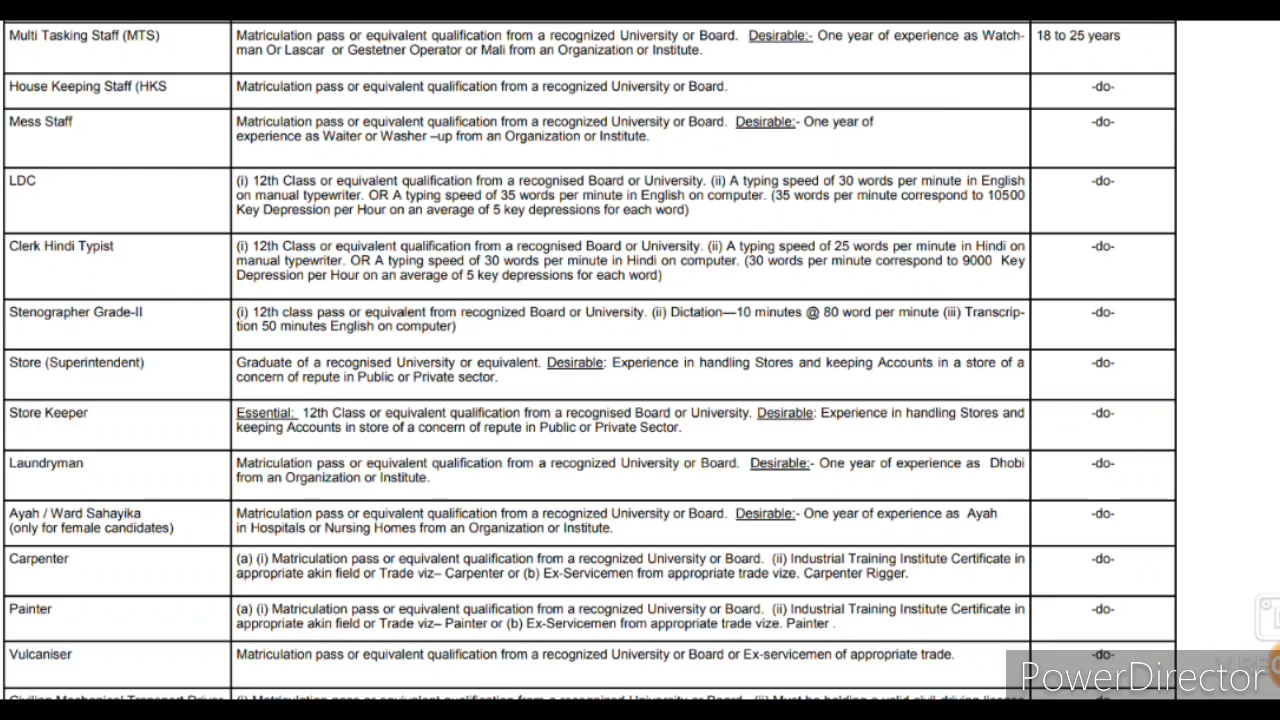 Multi Tasking Staff (MTS)
Matriculation pass or equivalent qualification from a recognized University or Board. Desirable:- One year of experience as Watch-
man Or Lascar or Gestetner Operator or Mali from an Organization or Institute.
18 to 25 years
House Keeping Staff (HKS
Matriculation pass or equivalent qualification from a recognized University or Board.
-do-
Mess Staff
Matriculation pass or equivalent qualification from a recognized University or Board. Desirable:- One year of
experience as Waiter or Washer –up from an Organization or Institute.
-do-
LDC
(i) 12th Class or equivalent qualification from a recognised Board or University. (ii) A typing speed of 30 words per minute in English
on manual typewriter. OR A typing speed of 35 words per minute in English on computer. (35 words per minute correspond to 10500
Key Depression per Hour on an average of 5 key depressions for each word)
-do-
Clerk Hindi Typist
(i) 12th Class or equivalent qualification from a recognised Board or University. (ii) A typing speed of 25 words per minute in Hindi on
manual typewriter. OR A typing speed of 30 words per minute in Hindi on computer. (30 words per minute correspond to 9000 Key
Depression per Hour on an average of 5 key depressions for each word)
-do-
Stenographer Grade-II
(i) 12th class pass or equivalent from recognized Board or University. (ii) Dictation—10 minutes @ 80 word per minute (iii) Transcrip-
tion 50 minutes English on computer)
-do-
Store (Superintendent)
Graduate of a recognised University or equivalent. Desirable: Experience in handling Stores and keeping Accounts in a store of a
concern of repute in Public or Private sector.
-do-
Store Keeper
Essential: 12th Class or equivalent qualification from a recognised Board or University. Desirable: Experience in handling Stores and
keeping Accounts in store of a concern of repute in Public or Private Sector.
-do-
Laundryman
Matriculation pass or equivalent qualification from a recognized University or Board. Desirable:- One year of experience as Dhobi
from an Organization or Institute.
-do-
Ayah / Ward Sahayika
(only for female candidates)
Matriculation pass or equivalent qualification from a recognized University or Board. Desirable:- One year of experience as Ayah
in Hospitals or Nursing Homes from an Organization or Institute.
-do-
Carpenter
(a) (i) Matriculation pass or equivalent qualification from a recognized University or Board. (ii) Industrial Training Institute Certificate in
appropriate akin field or Trade viz– Carpenter or (b) Ex-Servicemen from appropriate trade vize. Carpenter Rigger.
-do-
Painter
(a) (i) Matriculation pass or equivalent qualification from a recognized University or Board. (ii) Industrial Training Institute Certificate in
appropriate akin field or Trade viz– Painter or (b) Ex-Servicemen from appropriate trade vize. Painter .
-do-
Vulcaniser
Matriculation pass or equivalent qualification from a recognized University or Board or Ex-servicemen of appropriate trade.
-do-
PowerDirector
Civilian Mechanical Transport Driver
(i) Matriculation pass or equivalent qualification from a recognized University or Board. (ii) Must be holding a valid civil driving licence